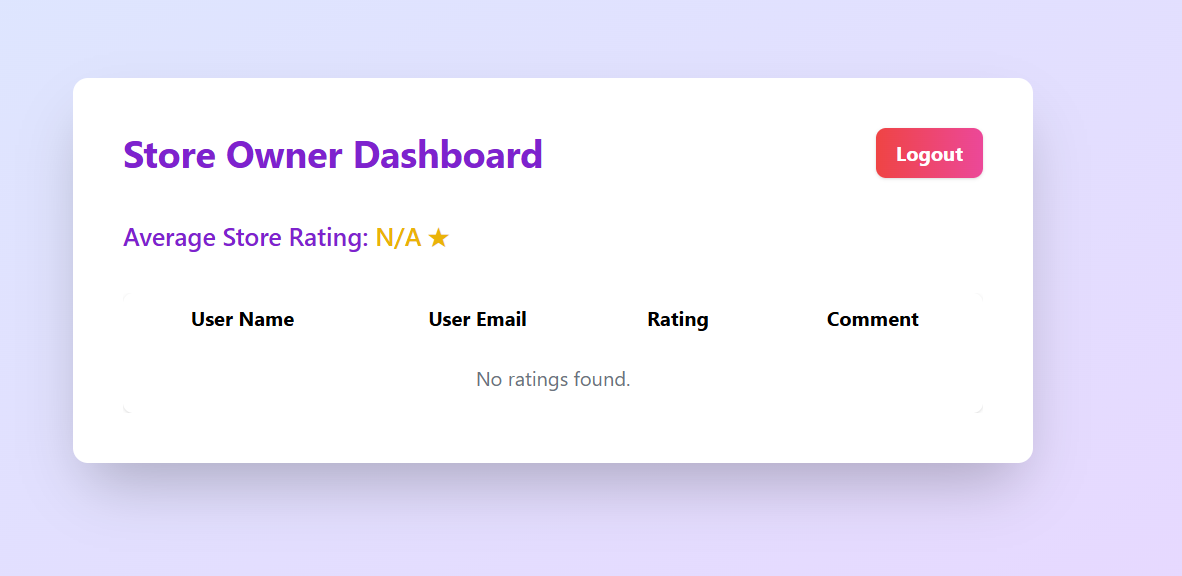 Store Owner Dashboard
Logout
Average Store Rating: N/A ★
User Name User Email Rating Comment
No ratings found.